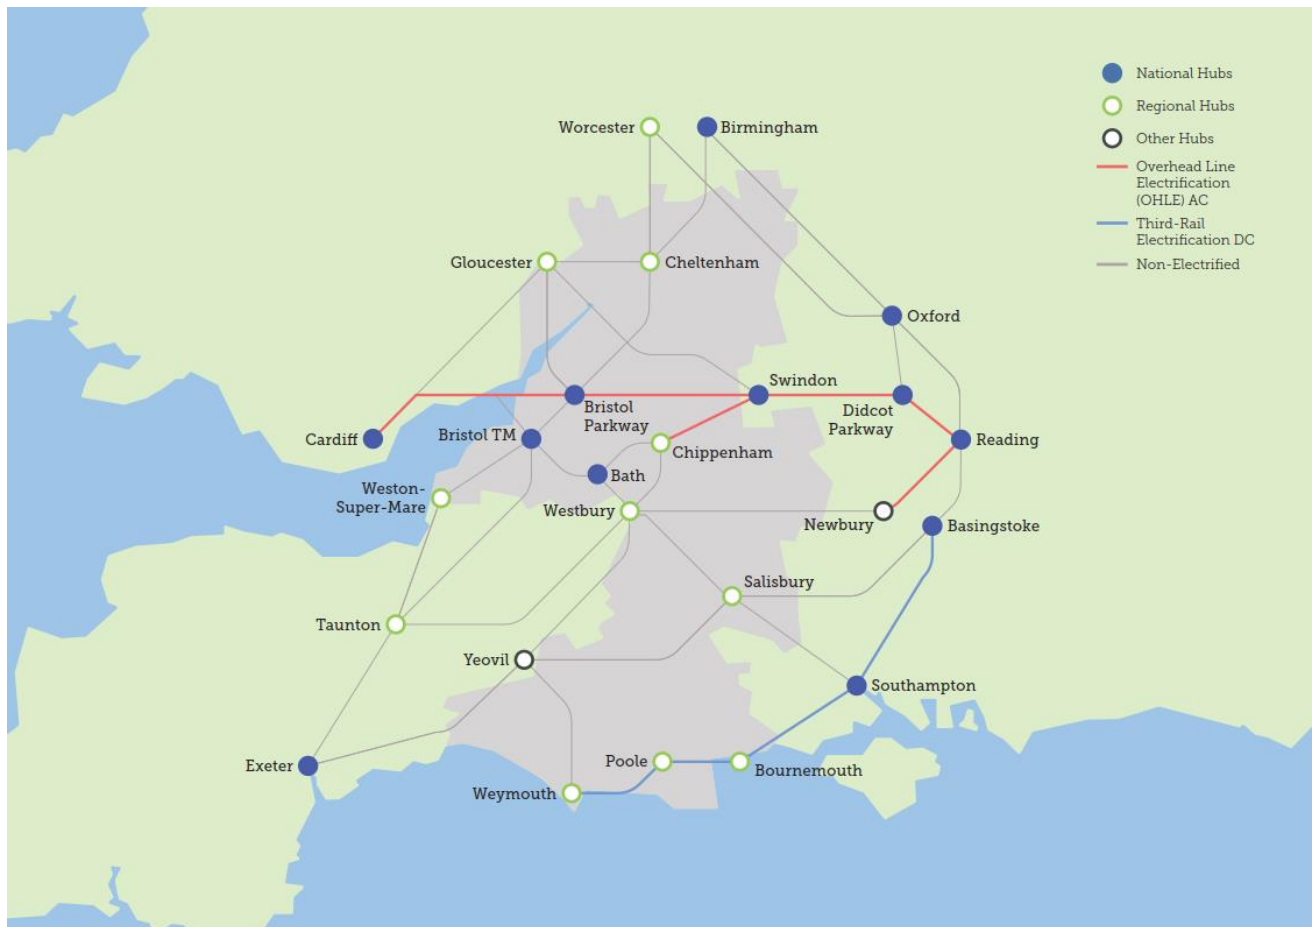 National Hubs
Regional Hubs
Other Hubs
Overhead Line
Electrification
(OHLE) AC
Third-Rail
Electrification DC
Non-Electrified
Worcester
Birmingham
Gloucester
Cheltenham
Oxford
Swindon
Bristol
Parkway
Didcot
Parkway
Cardiff
Bristol TM
Reading
Chippenham
Bath
Weston-
Super-Mare
Westbury
Newbury
Basingstoke
Salisbury
Taunton
Yeovil
Southampton
Exeter
Poole
Bournemouth
Weymouth